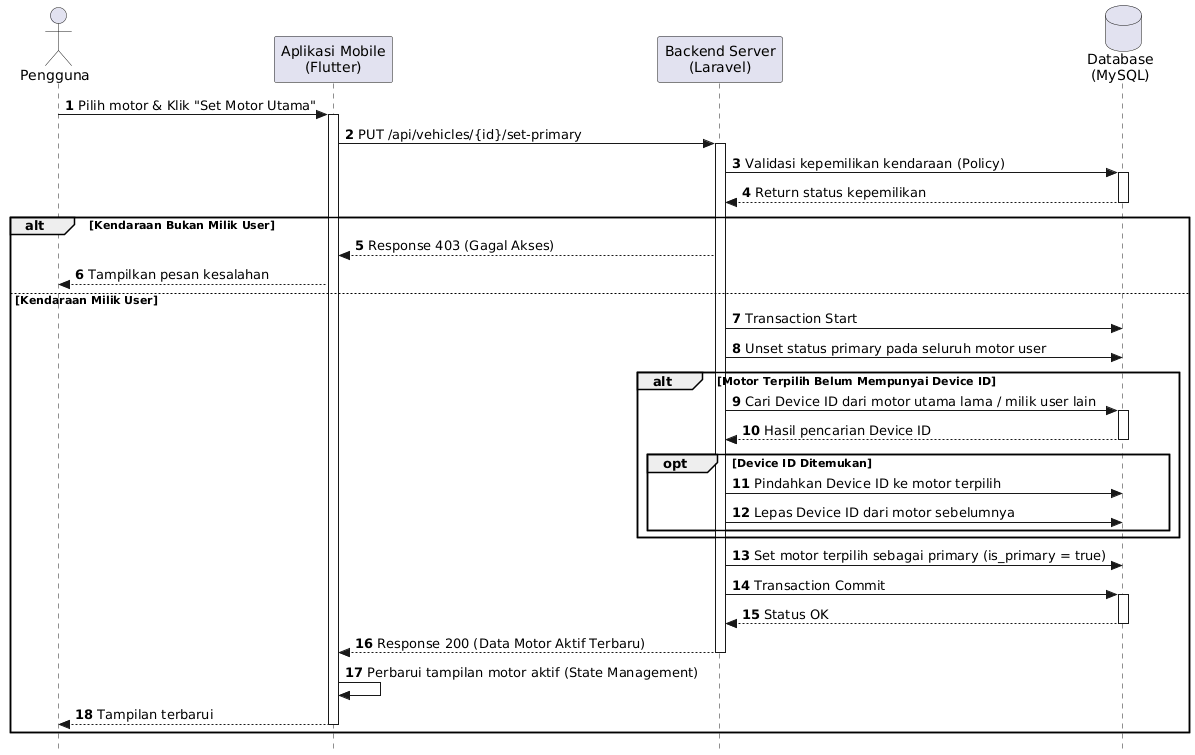 Pengguna
Aplikasi Mobile
(Flutter)
Backend Server
(Laravel)
Database
(MySQL)
1 Pilih motor & Klik "Set Motor Utama"
2 PUT /api/vehicles/{id}/set-primary
3 Validasi kepemilikan kendaraan (Policy)
4 Return status kepemilikan
alt [Kendaraan Bukan Milik User]
5 Response 403 (Gagal Akses)
6 Tampilkan pesan kesalahan
[Kendaraan Milik User]
7 Transaction Start
8 Unset status primary pada seluruh motor user
alt [Motor Terpilih Belum Mempunyai Device ID]
9 Cari Device ID dari motor utama lama / milik user lain
10 Hasil pencarian Device ID
opt [Device ID Ditemukan]
11 Pindahkan Device ID ke motor terpilih
12 Lepas Device ID dari motor sebelumnya
13 Set motor terpilih sebagai primary (is_primary = true)
14 Transaction Commit
15 Status OK
16 Response 200 (Data Motor Aktif Terbaru)
17 Perbarui tampilan motor aktif (State Management)
18 Tampilan terbarui